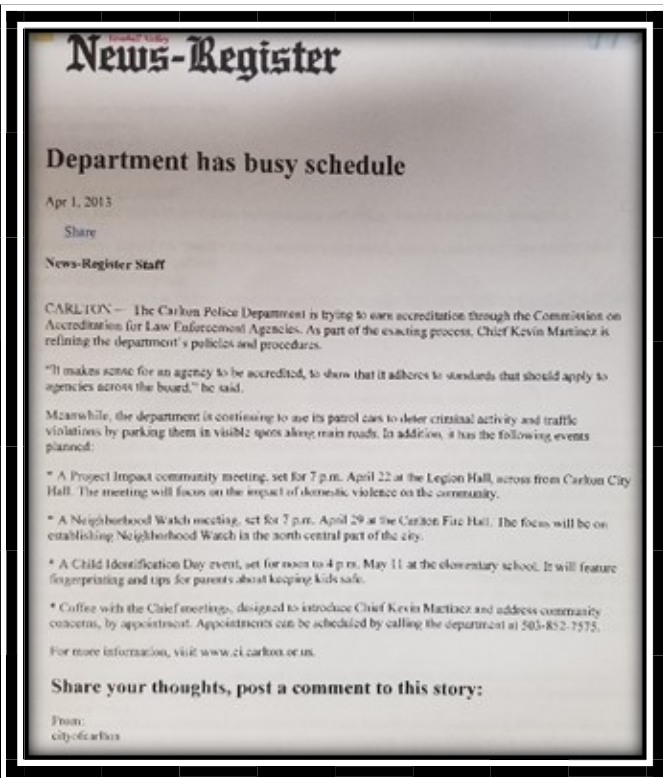 Yamhill Valley
News-Register
Department has busy schedule
Apr 1, 2013
Share
News-Register Staff
CARLTON — The Carlton Police Department is trying to earn accreditation through the Commission on
Accreditation for Law Enforcement Agencies. As part of the exacting process, Chief Kevin Martinez is
refining the department's policies and procedures.
"It makes sense for an agency to be accredited, to show that it adheres to standards that should apply to
agencies across the board," he said.
Meanwhile, the department is continuing to use its patrol cars to deter criminal activity and traffic
violations by parking them in visible spots along main roads. In addition, it has the following events
planned:
* A Project Impact community meeting, set for 7 p.m. April 22 at the Legion Hall, across from Carlton City
Hall. The meeting will focus on the impact of domestic violence on the community.
* A Neighborhood Watch meeting, set for 7 p.m. April 29 at the Carlton Fire Hall. The focus will be on
establishing Neighborhood Watch in the north central part of the city.
* A Child Identification Day event, set for noon to 4 p.m. May 11 at the elementary school. It will feature
fingerprinting and tips for parents about keeping kids safe.
* Coffee with the Chief meetings, designed to introduce Chief Kevin Martinez and address community
concerns, by appointment. Appointments can be scheduled by calling the department at 503-852-7575.
For more information, visit www.ci.carlton.or.us.
Share your thoughts, post a comment to this story:
From:
cityofcarlton